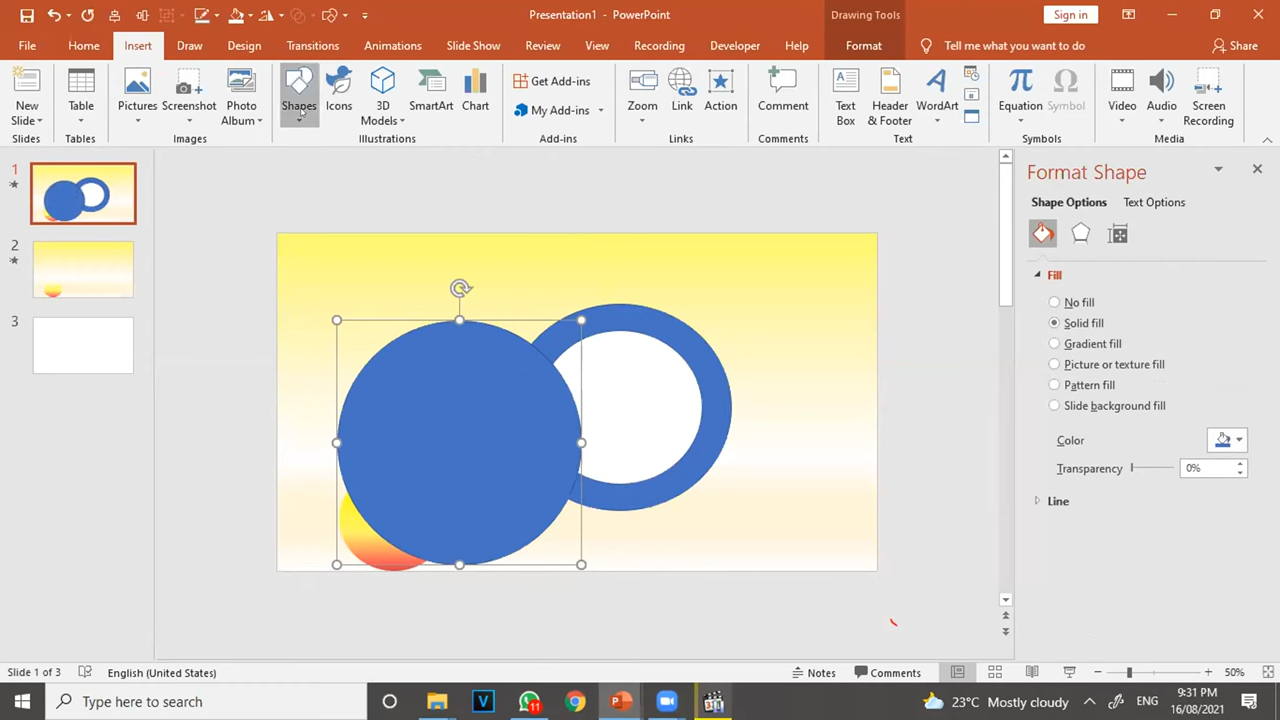 Presentation1 - PowerPoint
Drawing Tools
Sign in
File Home Insert Draw Design Transitions Animations Slide Show Review View Recording Developer Help Format Tell me what you want to do Share
New Slide
Table
Pictures
Screenshot
Photo Album
Shapes
Icons
3D Models
SmartArt
Chart
Get Add-ins
My Add-ins
Zoom
Link
Action
Comment
Text Box
Header & Footer
WordArt
Equation
Symbol
Video
Audio
Screen Recording
Slides Tables Images Illustrations Add-ins Links Comments Text Symbols Media
1
2
3
Format Shape
Shape Options Text Options
Fill
No fill
Solid fill
Gradient fill
Picture or texture fill
Pattern fill
Slide background fill
Color
Transparency 0%
Line
Slide 1 of 3 English (United States) Notes Comments 50%
Type here to search
11
23°C Mostly cloudy ENG
9:31 PM
16/08/2021